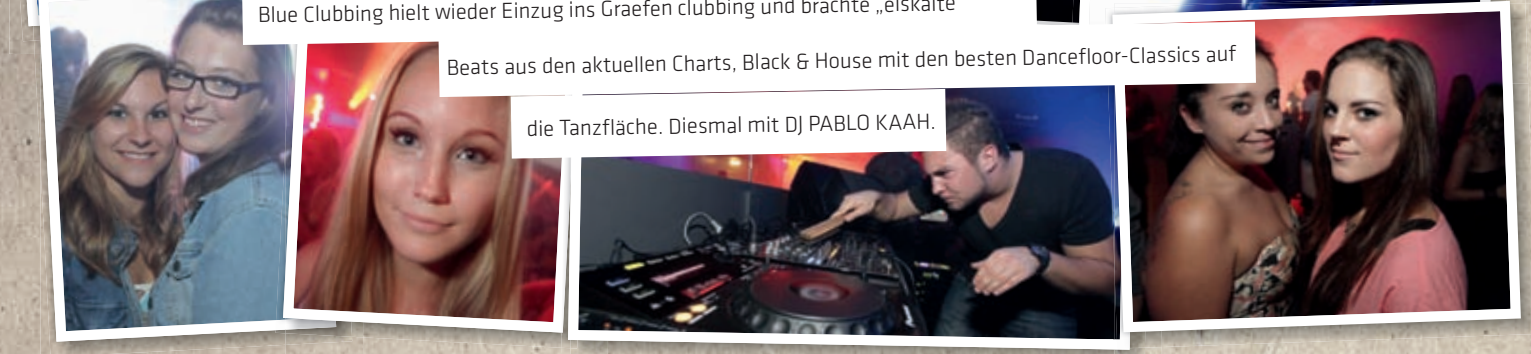 Blue Clubbing hielt wieder Einzug ins Graefen clubbing und brachte „eiskalte
Beats aus den aktuellen Charts, Black & House mit den besten Dancefloor-Classics auf
die Tanzfläche. Diesmal mit DJ PABLO KAAH.